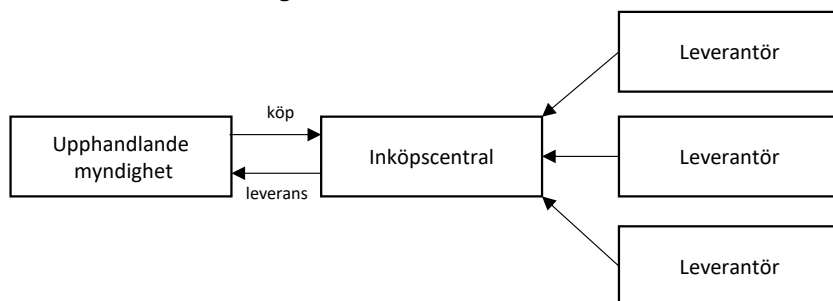 Leverantör
köp
Upphandlande
myndighet
Inköpscentral
Leverantör
leverans
Leverantör